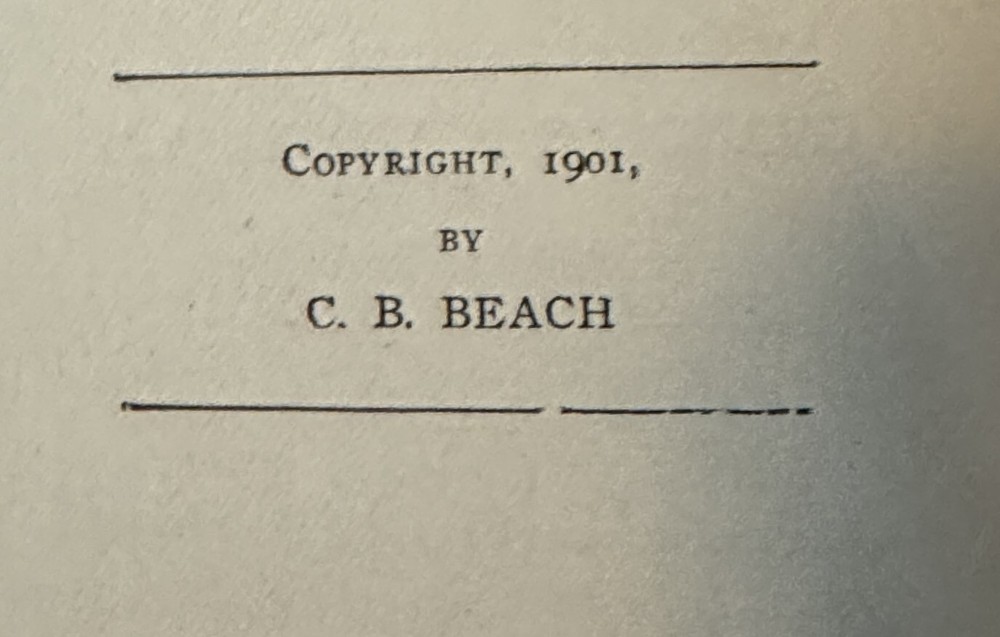 Copyright, 1901,
BY
C. B. BEACH